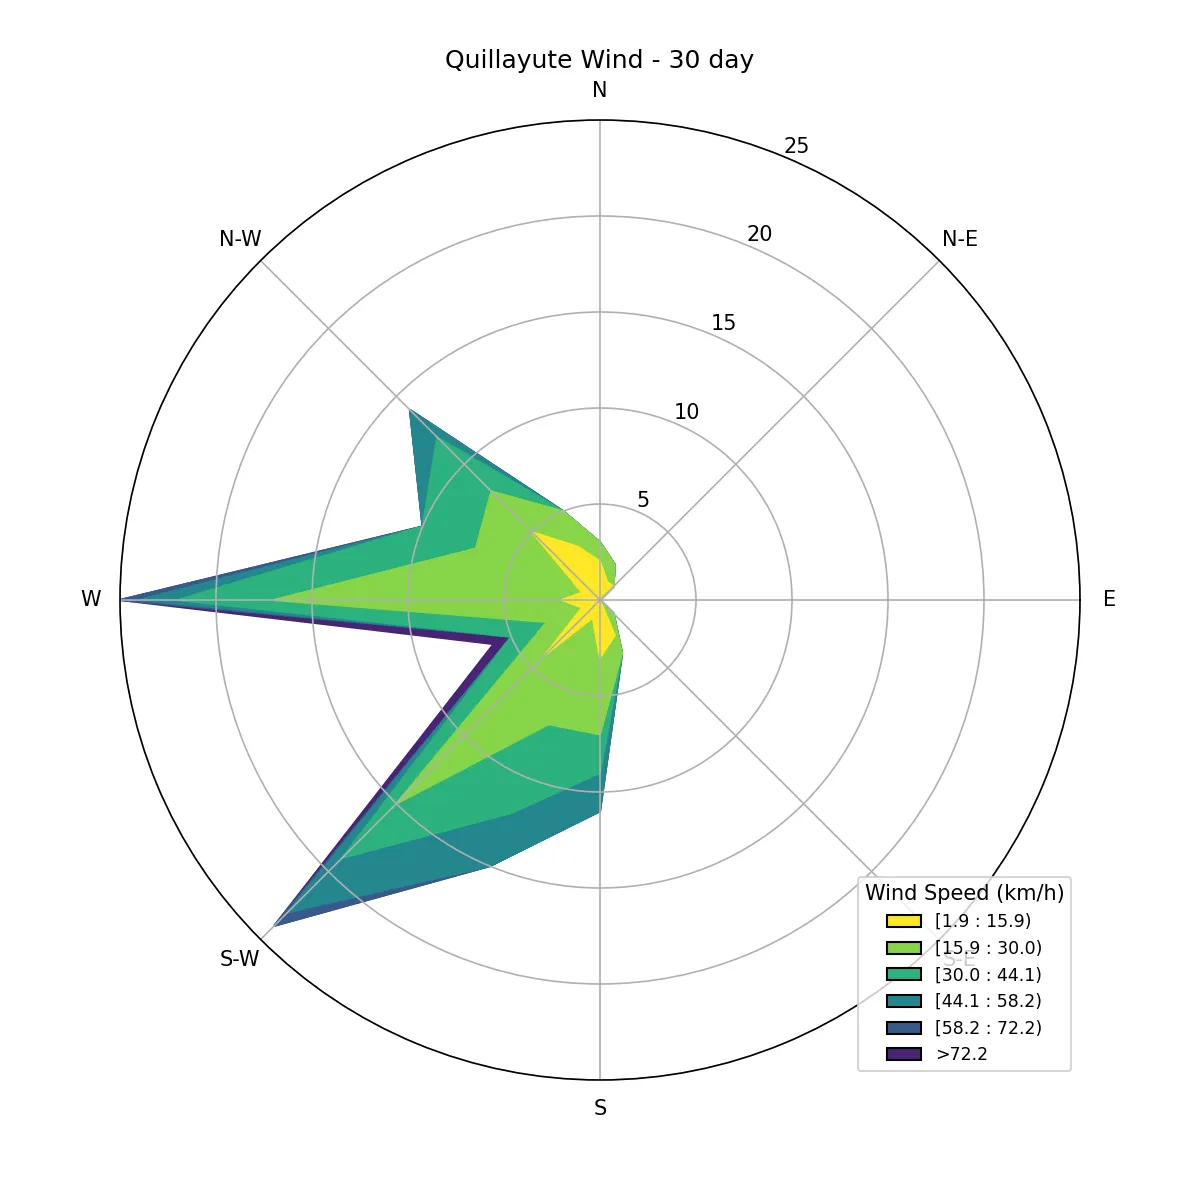 Quillayute Wind - 30 day
N
25
N-W
N-E
20
15
10
5
W
E
Wind Speed (km/h)
[1.9 : 15.9)
[15.9 : 30.0)
S-W
S-E
[30.0 : 44.1)
[44.1 : 58.2)
[58.2 : 72.2)
>72.2
S